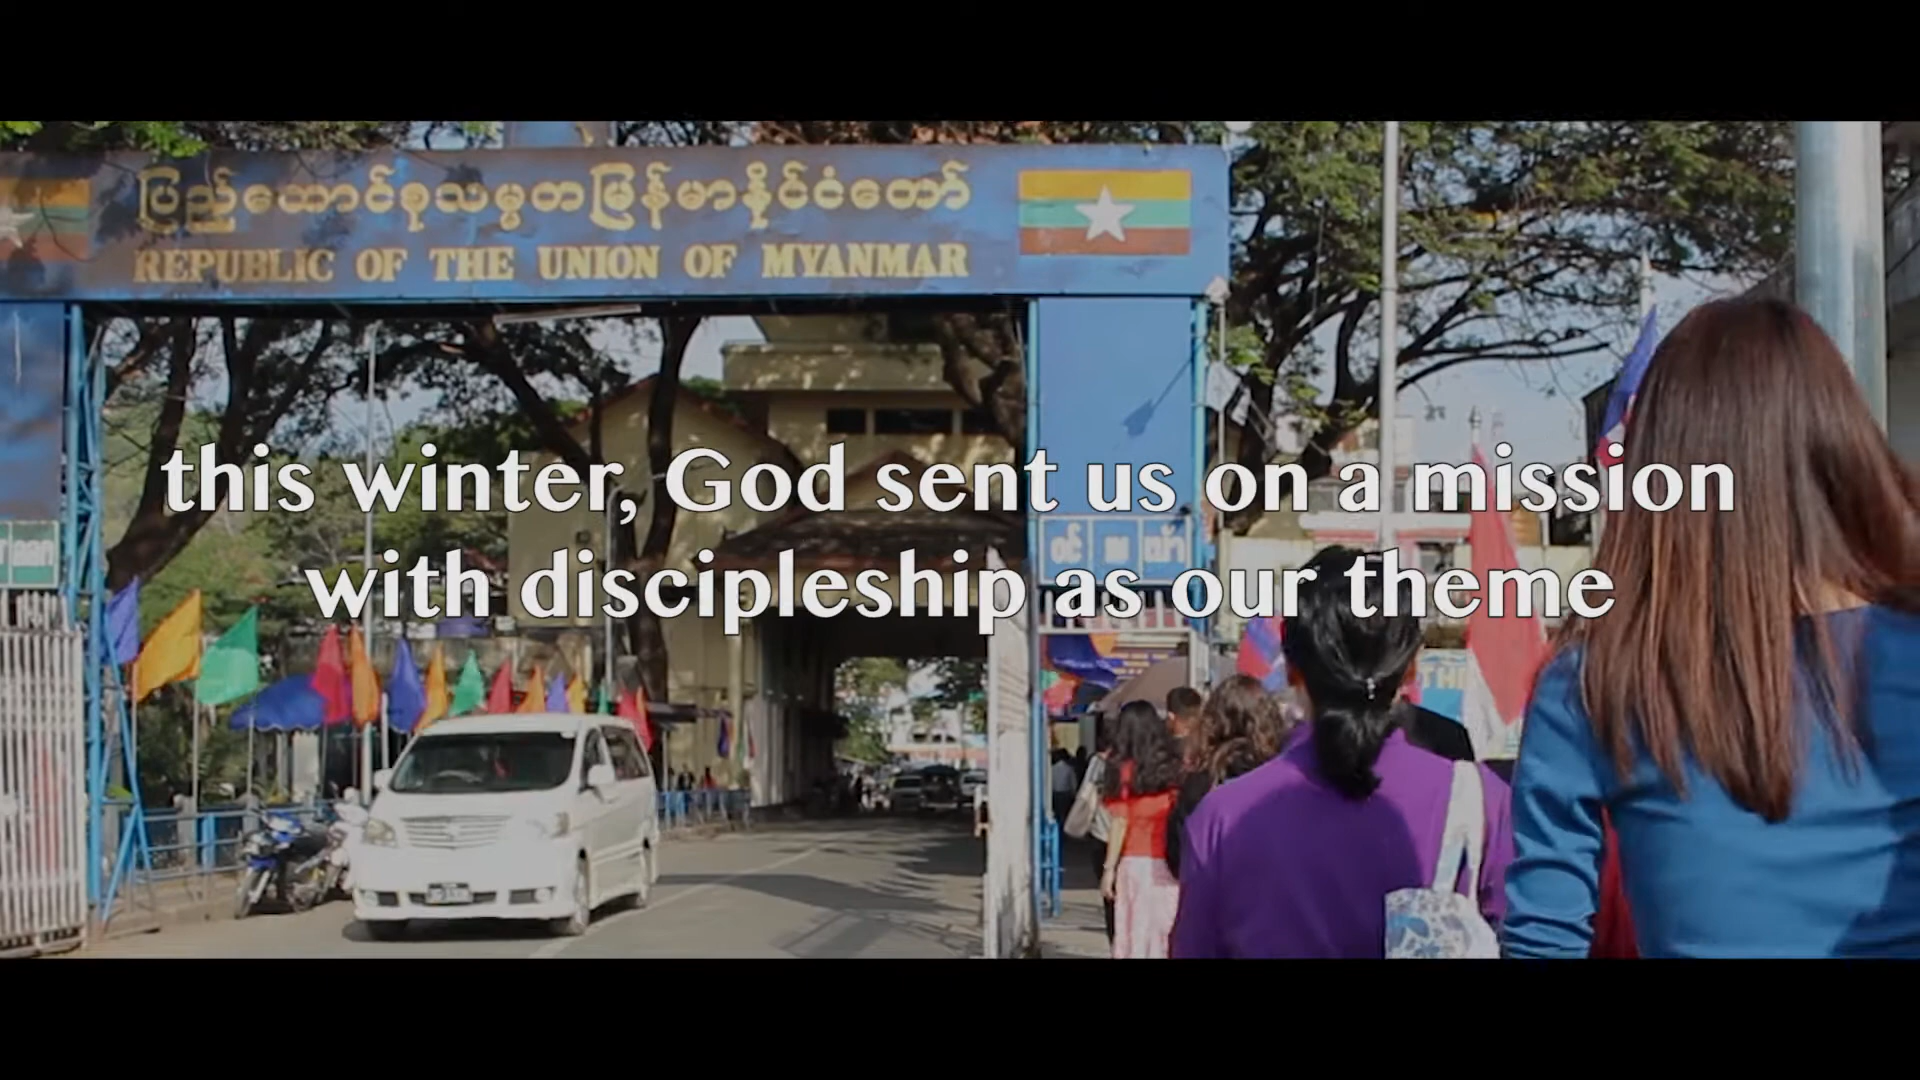 ပြည်ထောင်စုသမ္မတမြန်မာနိုင်ငံတော်
REPUBLIC OF THE UNION OF MYANMAR
this winter, God sent us on a mission
with discipleship as our theme